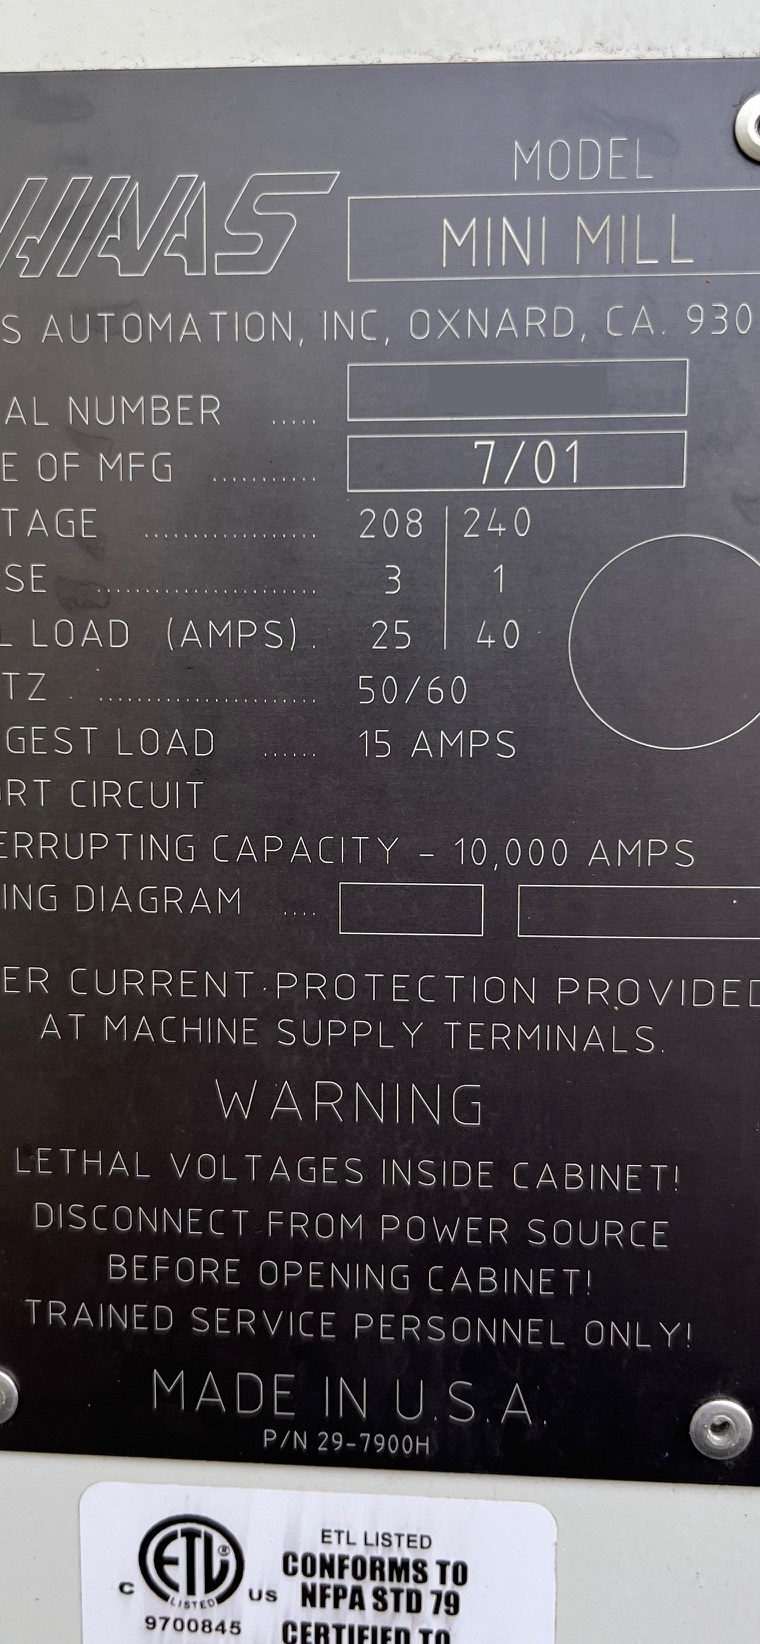 MODEL
HAAS
MINI MILL
S AUTOMATION, INC, OXNARD, CA. 930
AL NUMBER .....
E OF MFG ............ 7/01
TAGE .................... 208 | 240
SE .......................... 3 | 1
L LOAD (AMPS). 25 | 40
TZ . ......................... 50/60
GEST LOAD ...... 15 AMPS
ORT CIRCUIT
ERRUPTING CAPACITY - 10,000 AMPS
ING DIAGRAM ....
ER CURRENT PROTECTION PROVIDED
AT MACHINE SUPPLY TERMINALS.
WARNING
LETHAL VOLTAGES INSIDE CABINET!
DISCONNECT FROM POWER SOURCE
BEFORE OPENING CABINET!
TRAINED SERVICE PERSONNEL ONLY!
MADE IN U.S.A.
P/N 29-7900H
ETL LISTED
CONFORMS TO
NFPA STD 79
CERTIFIED TO
C ETL® LISTED US
9700845